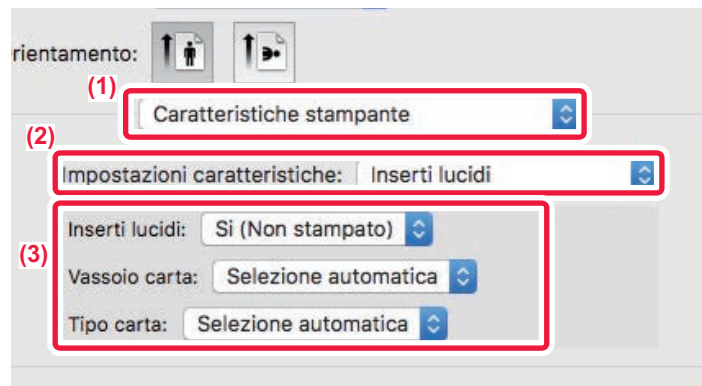 rientamento:
(1)
Caratteristiche stampante
(2)
Impostazioni caratteristiche: Inserti lucidi
(3)
Inserti lucidi: Si (Non stampato)
Vassoio carta: Selezione automatica
Tipo carta: Selezione automatica